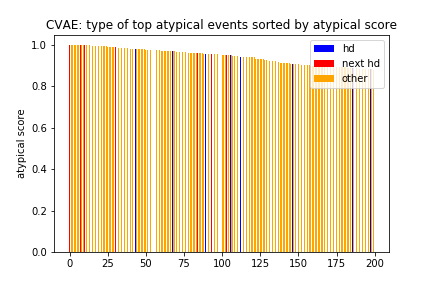 CVAE: type of top atypical events sorted by atypical score
1.0
0.8
0.6
0.4
0.2
0.0
atypical score
hd
next hd
other
0 25 50 75 100 125 150 175 200